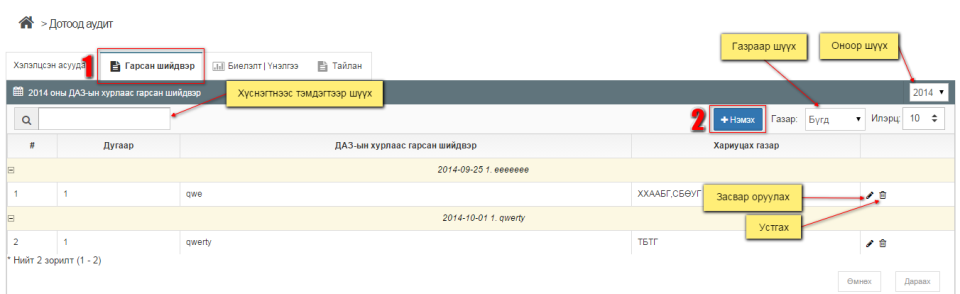 > Дотоод аудит
Газраар шүүх
Оноор шүүх
Хэлэлцсэн асууда
1
Гарсан шийдвэр
Биелэлт | Үнэлгээ
Тайлан
2014 оны ДАЗ-ын хурлаас гарсан шийдвэр
Хүснэгтнээс тэмдэгтээр шүүх
2014
2
+ Нэмэх
Газар:
Бүгд
Илэрц:
10
#
Дугаар
ДАЗ-ын хурлаас гарсан шийдвэр
Хариуцах газар
2014-09-25 1. eeeeeee
1
1
qwe
ХХААБГ,СБӨУГ
Засвар оруулах
2014-10-01 1. qwerty
Устгах
2
1
qwerty
ТБТГ
* Нийт 2 зорилт (1 - 2)
Өмнөх
Дараах